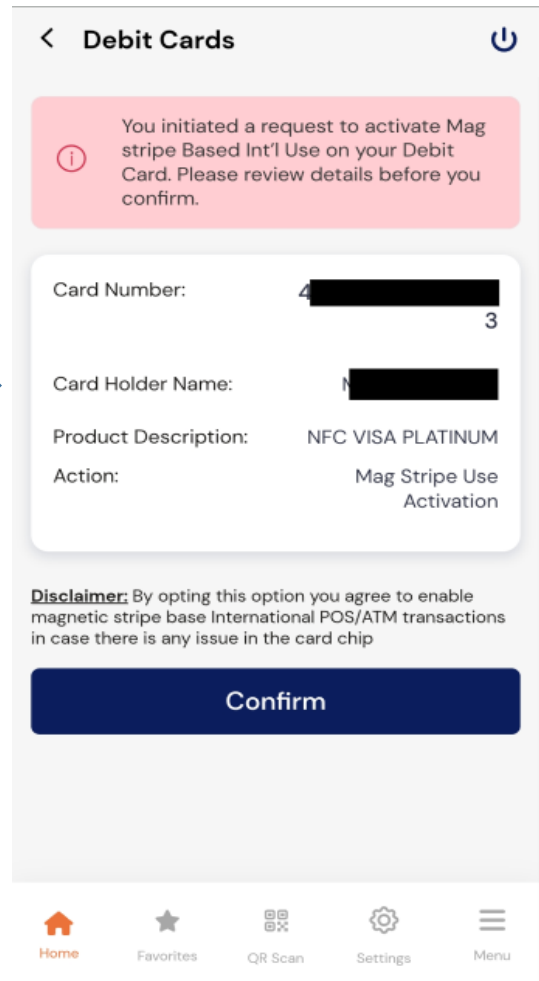 Debit Cards
You initiated a request to activate Mag
stripe Based Int'l Use on your Debit
Card. Please review details before you
confirm.
Card Number: 4
3
Card Holder Name:
Product Description: NFC VISA PLATINUM
Action: Mag Stripe Use
Activation
Disclaimer: By opting this option you agree to enable
magnetic stripe base International POS/ATM transactions
in case there is any issue in the card chip
Confirm
Home Favorites QR Scan Settings Menu